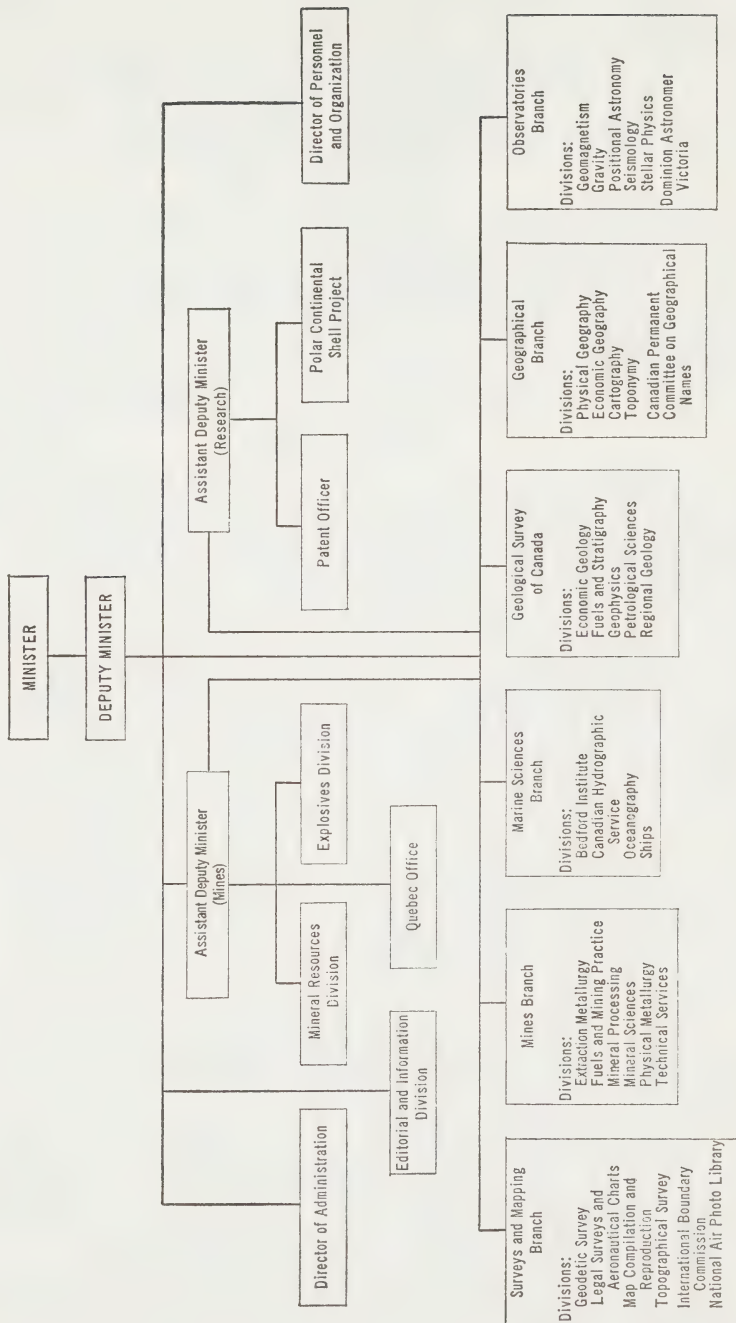 MINISTER
DEPUTY MINISTER
Director of Administration
Editorial and Information
Division
Assistant Deputy Minister
(Mines)
Mineral Resources
Division
Explosives Division
Quebec Office
Assistant Deputy Minister
(Research)
Patent Officer
Polar Continental
Shelf Project
Director of Personnel
and Organization
Surveys and Mapping
Branch
Divisions:
Geodetic Survey
Legal Surveys and
Aeronautical Charts
Map Compilation and
Reproduction
Topographical Survey
International Boundary
Commission
National Air Photo Library
Mines Branch
Divisions:
Extraction Metallurgy
Fuels and Mining Practice
Mineral Processing
Mineral Sciences
Physical Metallurgy
Technical Services
Marine Sciences
Branch
Divisions:
Bedford Institute
Canadian Hydrographic
Service
Oceanography
Ships
Geological Survey
of Canada
Divisions:
Economic Geology
Fuels and Stratigraphy
Geophysics
Petrological Sciences
Regional Geology
Geographical
Branch
Divisions:
Physical Geography
Economic Geography
Cartography
Toponymy
Canadian Permanent
Committee on Geographical
Names
Observatories
Branch
Divisions:
Geomagnetism
Gravity
Positional Astronomy
Seismology
Stellar Physics
Dominion Astronomer
Victoria